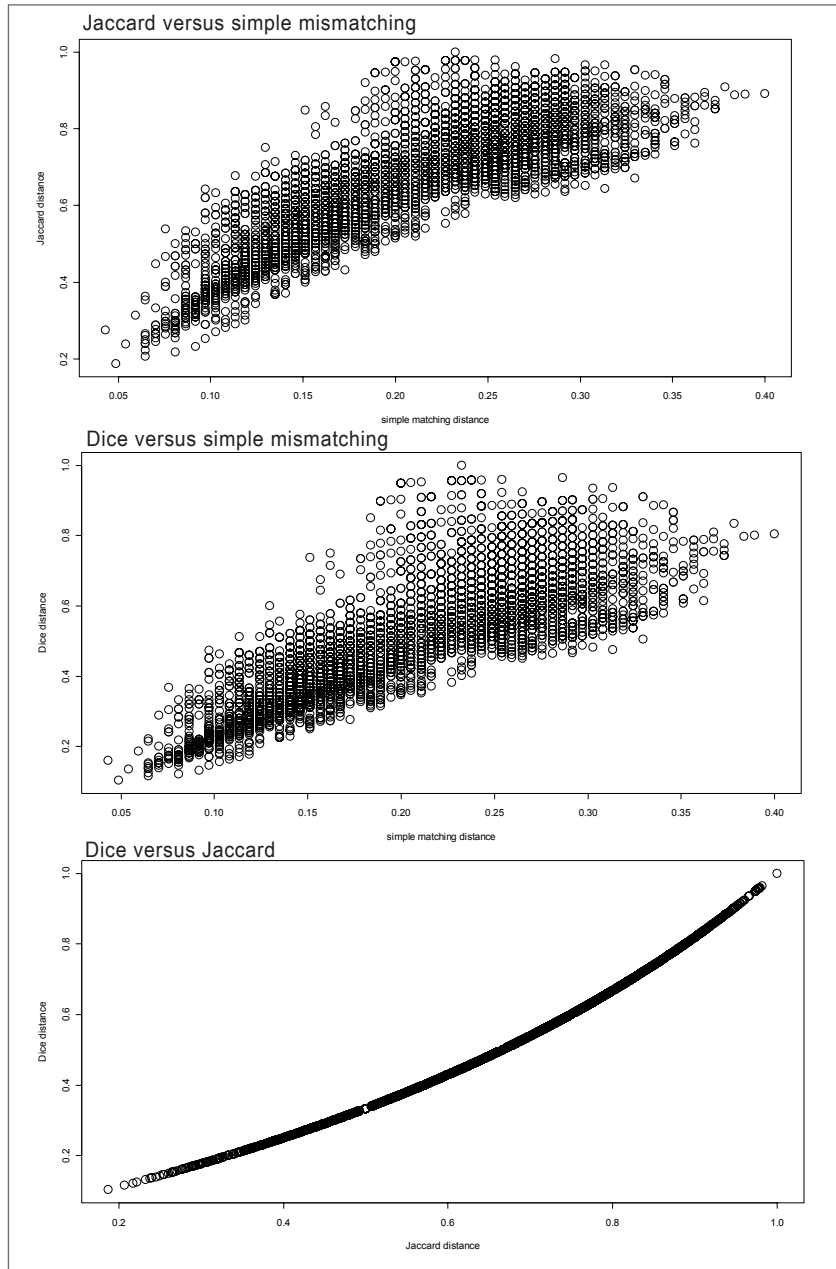 Jaccard versus simple mismatching
1.0
0.8
0.6
0.4
0.2
Jaccard distance
0.05 0.10 0.15 0.20 0.25 0.30 0.35 0.40
simple matching distance
Dice versus simple mismatching
1.0
0.8
0.6
0.4
0.2
Dice distance
0.05 0.10 0.15 0.20 0.25 0.30 0.35 0.40
simple matching distance
Dice versus Jaccard
1.0
0.8
0.6
0.4
0.2
Dice distance
0.2 0.4 0.6 0.8 1.0
Jaccard distance